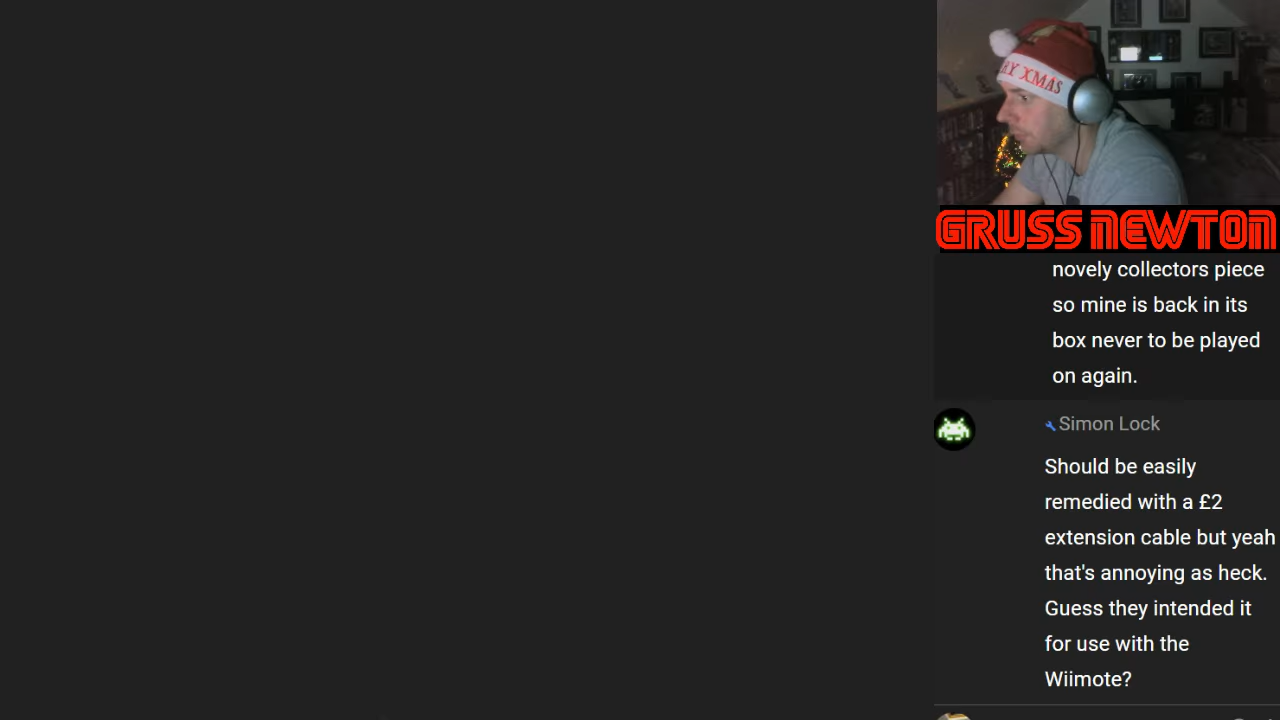 RY XMAS
GRUSS NEWTON
novely collectors piece
so mine is back in its
box never to be played
on again.
Simon Lock
Should be easily
remedied with a £2
extension cable but yeah
that's annoying as heck.
Guess they intended it
for use with the
Wiimote?